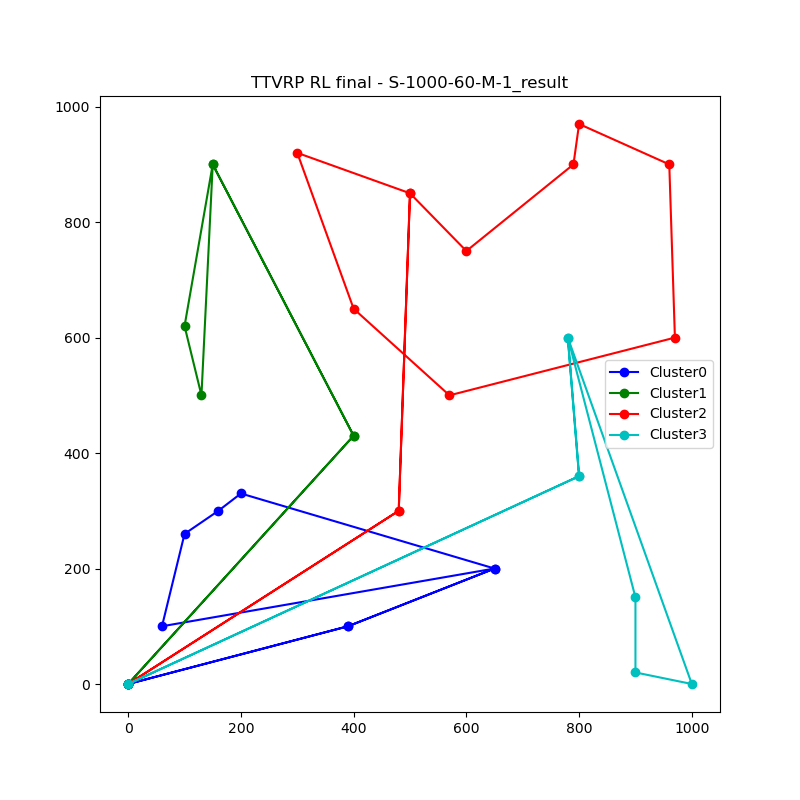 TTVRP RL final - S-1000-60-M-1_result
1000
800
600
400
200
0
Cluster0
Cluster1
Cluster2
Cluster3
0 200 400 600 800 1000